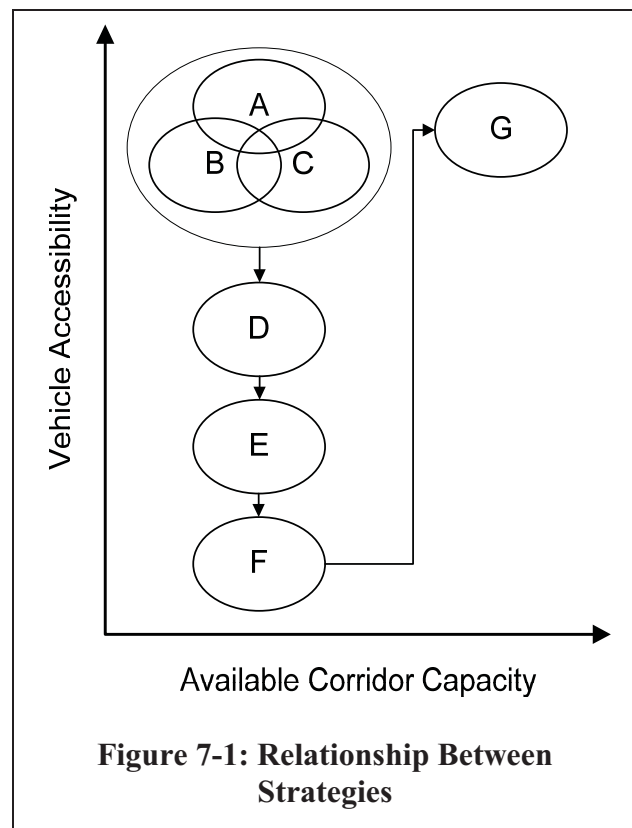 Vehicle Accessibility
A
B C
G
D
E
F
Available Corridor Capacity
Figure 7-1: Relationship Between
Strategies